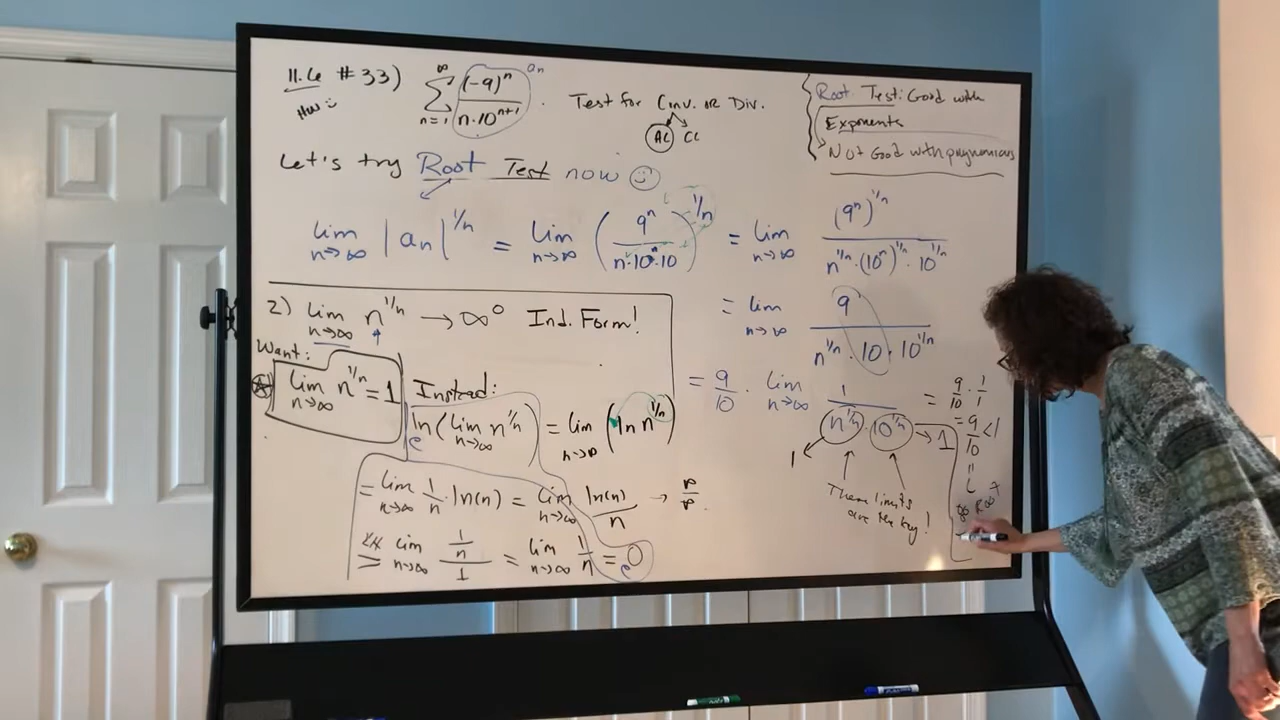 11.6 #33) ∞ Σ n=1 (-9)^n / n·10^(n+1) . an Test for Conv. or Div.
HW AC CC
Root Test: Good with
Exponents
Not Good with polynomials
Let's try Root Test now
lim n→∞ |an|^(1/n) = lim n→∞ (9^n / n·10^n·10)^(1/n) = lim n→∞ (9^n)^(1/n) / n^(1/n)·(10^n)^(1/n)·10^(1/n)
= lim n→∞ 9 / n^(1/n)·10·10^(1/n)
= 9/10 · lim n→∞ 1 / n^(1/n)·10^(1/n) = 9/10 · 1/1
1 → 1
= 9/10 < 1
" L
These limits
are the key!
2) lim n→∞ n^(1/n) → ∞^0 Ind. Form!
Want:
lim n→∞ n^(1/n) = 1
Instead:
e ln(lim n→∞ n^(1/n)) = lim n→∞ (ln n^(1/n))
= lim n→∞ 1/n · ln(n) = lim n→∞ ln(n)/n → ∞/∞
= lim n→∞ (1/n)/1 = lim n→∞ 1/n = e 0